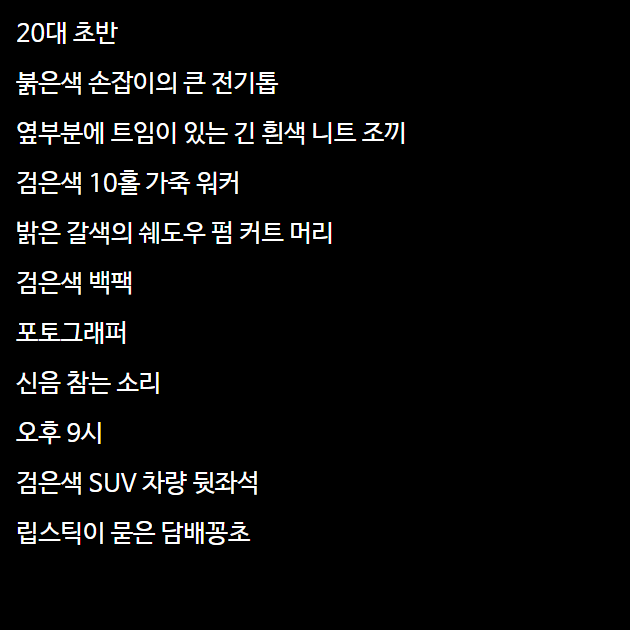 20대 초반
붉은색 손잡이의 큰 전기톱
옆부분에 트임이 있는 긴 흰색 니트 조끼
검은색 10홀 가죽 워커
밝은 갈색의 쉐도우 펌 커트 머리
검은색 백팩
포토그래퍼
신음 참는 소리
오후 9시
검은색 SUV 차량 뒷좌석
립스틱이 묻은 담배꽁초